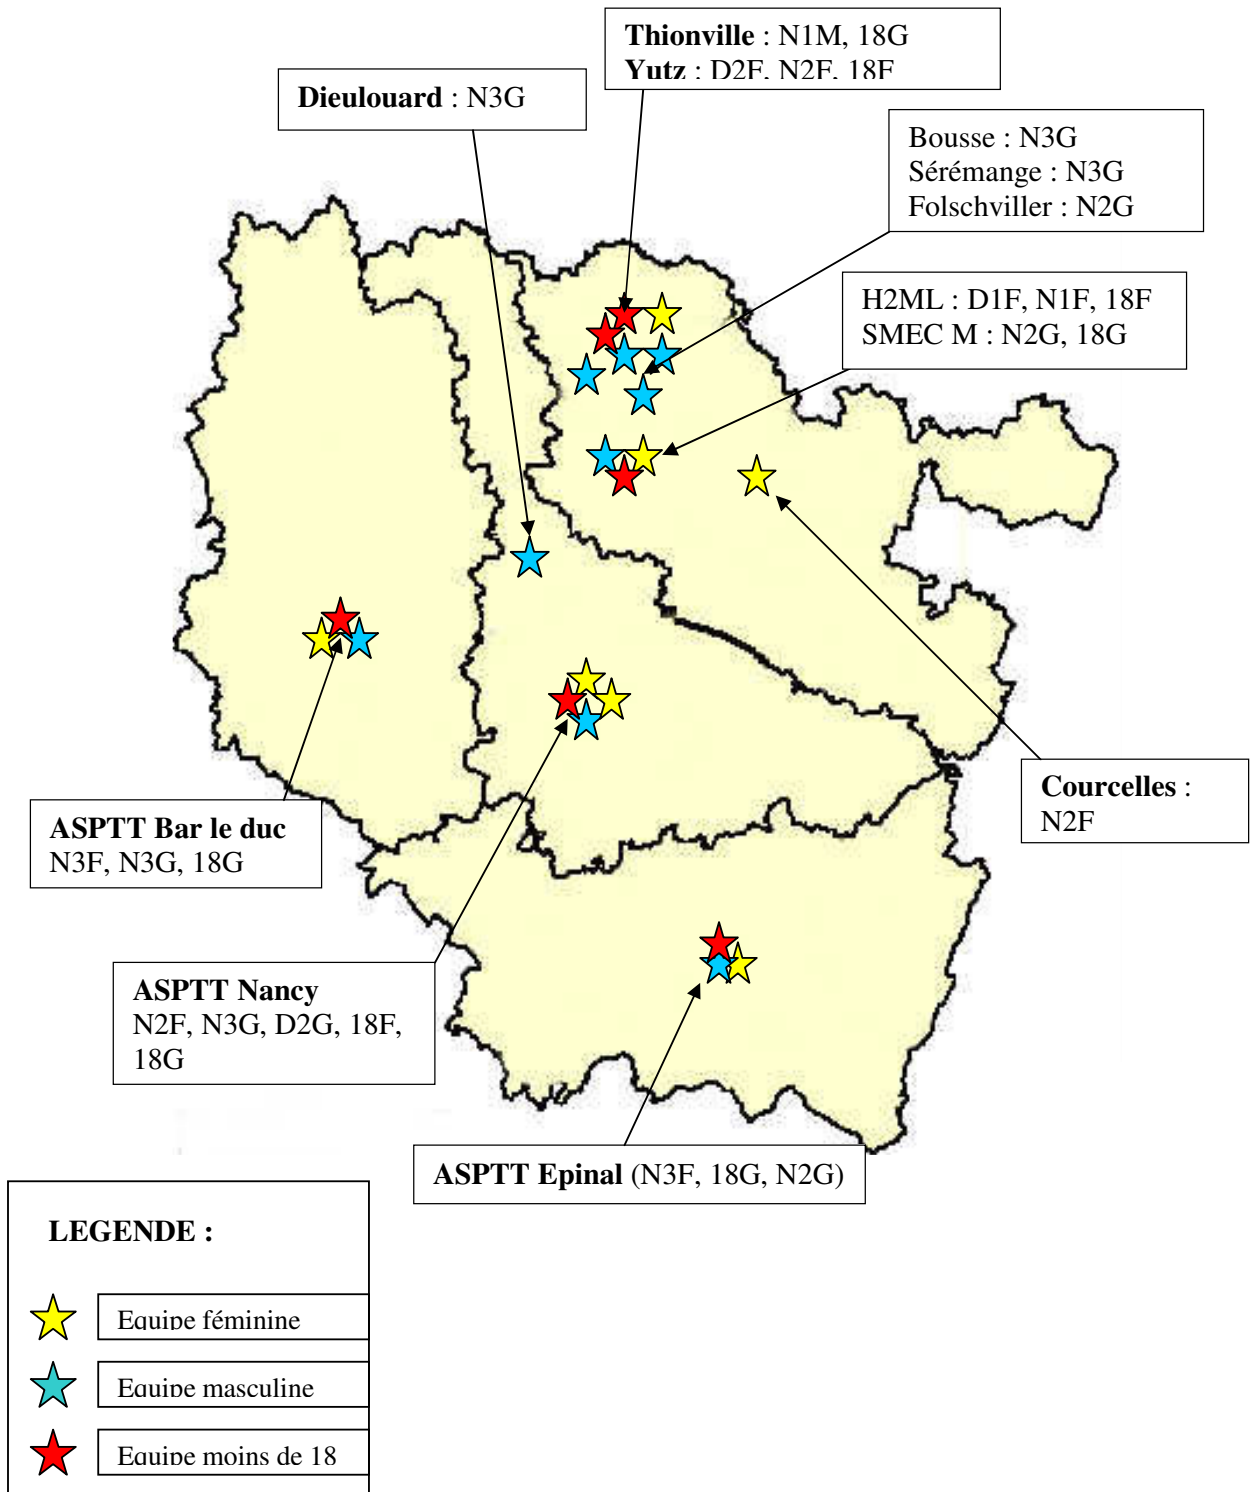 Thionville : N1M, 18G
Yutz : D2F, N2F, 18F
Dieulouard : N3G
Bousse : N3G
Sérémange : N3G
Folschviller : N2G
H2ML : D1F, N1F, 18F
SMEC M : N2G, 18G
Courcelles :
N2F
ASPTT Bar le duc
N3F, N3G, 18G
ASPTT Nancy
N2F, N3G, D2G, 18F,
18G
ASPTT Epinal (N3F, 18G, N2G)
LEGENDE :
Equipe féminine
Equipe masculine
Equipe moins de 18